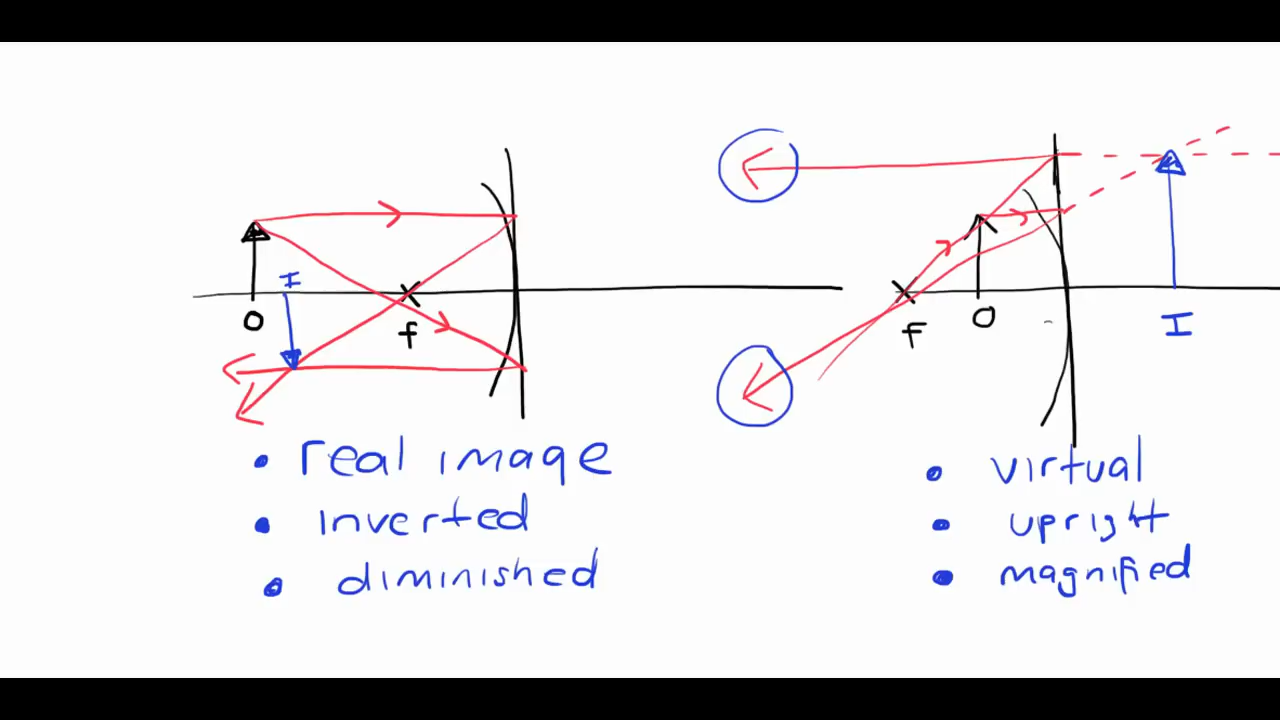 I
O
f
• real image
• inverted
• diminished
F
O
I
• virtual
• upright
• magnified